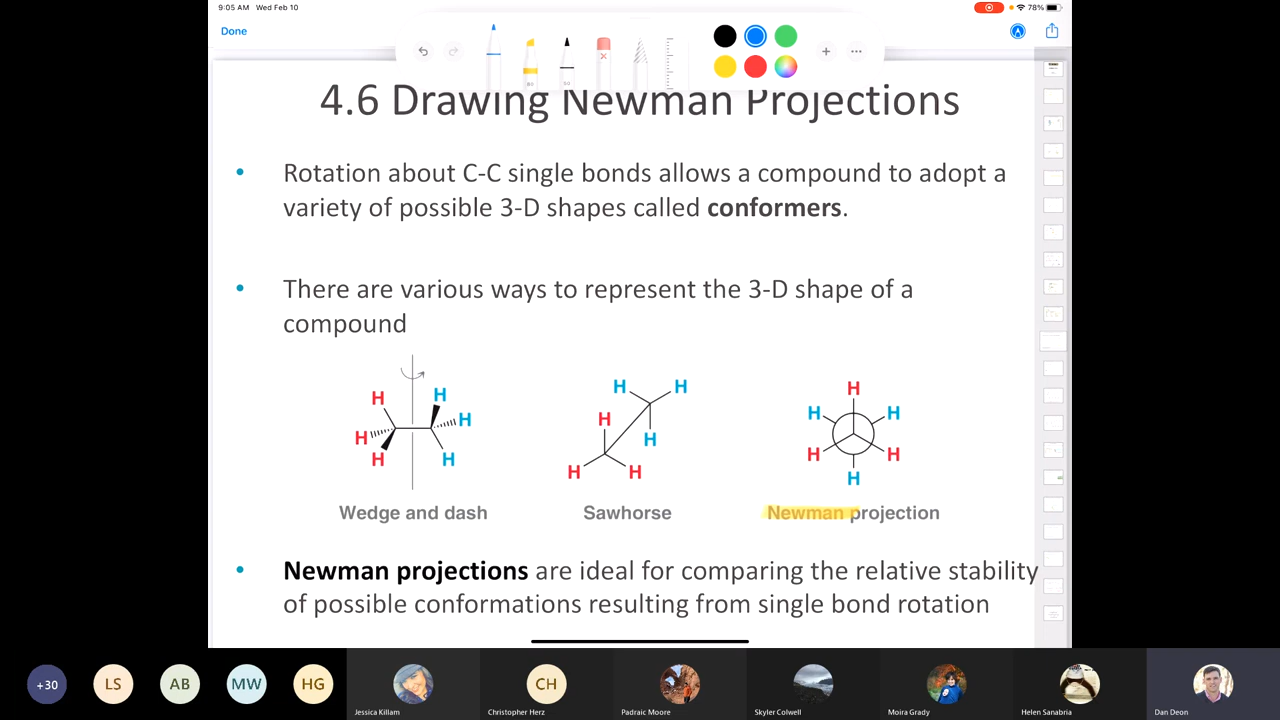 9:05 AM Wed Feb 10
78%
Done
4.6 Drawing Newman Projections
• Rotation about C-C single bonds allows a compound to adopt a
variety of possible 3-D shapes called conformers.
• There are various ways to represent the 3-D shape of a
compound
H H H H H H
Wedge and dash
H H H H H H
Sawhorse
H H H H H H
Newman projection
• Newman projections are ideal for comparing the relative stability
of possible conformations resulting from single bond rotation
+30 LS AB MW HG CH
Jessica Killam Christopher Herz Padraic Moore Skyler Colwell Moira Grady Helen Sanabria Dan Deon